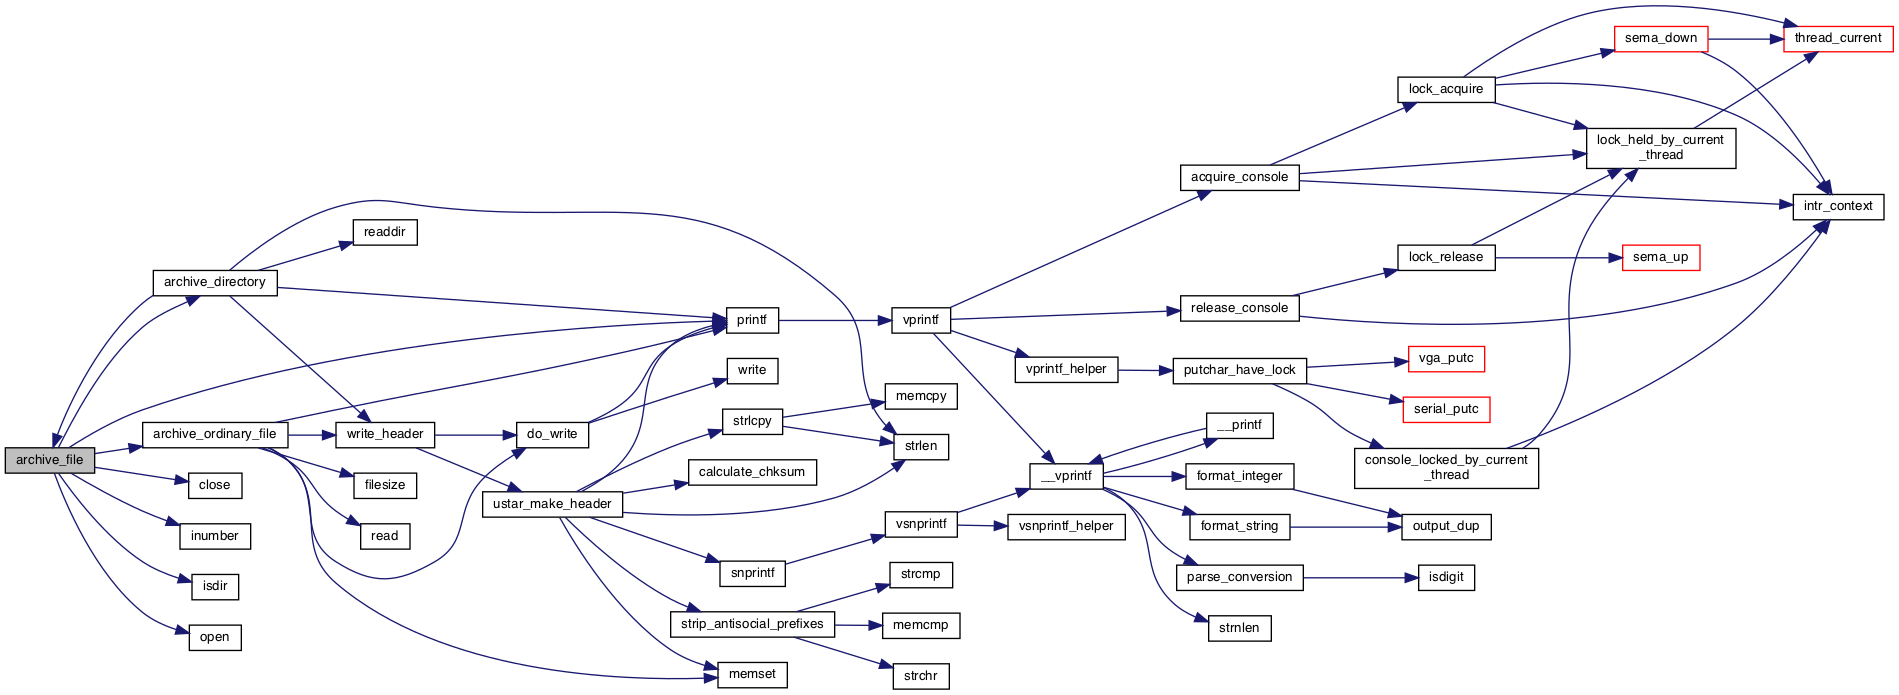 archive_file
archive_directory
archive_ordinary_file
close
inumber
isdir
open
readdir
write_header
filesize
read
do_write
ustar_make_header
printf
write
strlcpy
calculate_chksum
snprintf
strip_antisocial_prefixes
memset
vprintf
memcpy
strlen
vsnprintf
strcmp
memcmp
strchr
vprintf_helper
__vprintf
vsnprintf_helper
acquire_console
release_console
putchar_have_lock
__printf
format_integer
format_string
parse_conversion
strnlen
lock_acquire
lock_release
vga_putc
serial_putc
console_locked_by_current
_thread
output_dup
isdigit
sema_down
lock_held_by_current
_thread
sema_up
thread_current
intr_context